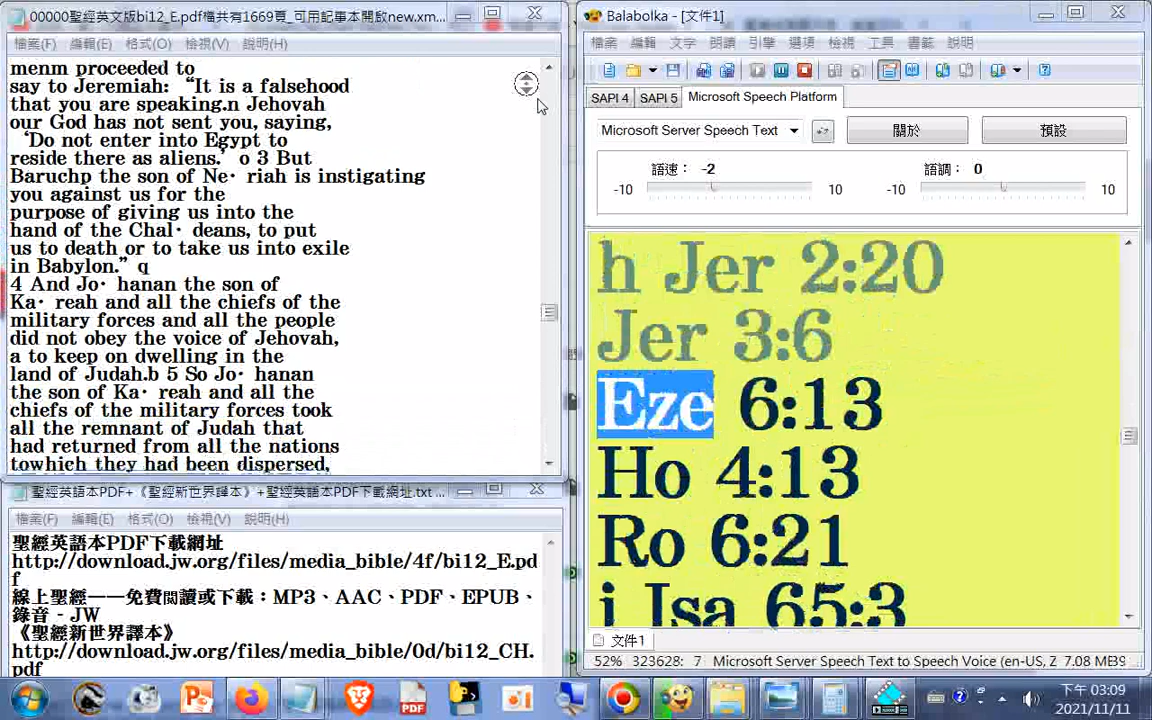 00000聖經英文版bi12_E.pdf檔共有1669頁_可用記事本開啟new.xm...
檔案(F) 編輯(E) 格式(O) 檢視(V) 說明(H)
menm proceeded to
say to Jeremiah: “It is a falsehood
that you are speaking.n Jehovah
our God has not sent you, saying,
‘Do not enter into Egypt to
reside there as aliens.’ o 3 But
Baruchp the son of Ne· riah is instigating
you against us for the
purpose of giving us into the
hand of the Chal· deans, to put
us to death or to take us into exile
in Babylon.” q
4 And Jo· hanan the son of
Ka· reah and all the chiefs of the
military forces and all the people
did not obey the voice of Jehovah,
a to keep on dwelling in the
land of Judah.b 5 So Jo· hanan
the son of Ka· reah and all the
chiefs of the military forces took
all the remnant of Judah that
had returned from all the nations
towhich they had been dispersed,
聖經英語本PDF+《聖經新世界譯本》+聖經英語本PDF下載網址.txt ...
檔案(F) 編輯(E) 格式(O) 檢視(V) 說明(H)
聖經英語本PDF下載網址
http://download.jw.org/files/media_bible/4f/bi12_E.pd
f
線上聖經——免費閱讀或下載：MP3、AAC、PDF、EPUB、
錄音 - JW
《聖經新世界譯本》
http://download.jw.org/files/media_bible/0d/bi12_CH.
pdf
Balabolka - [文件1]
檔案 編輯 文字 朗讀 引擎 選項 檢視 工具 書籤 說明
SAPI 4 SAPI 5 Microsoft Speech Platform
Microsoft Server Speech Text 關於 預設
語速： -2 語調： 0
-10 10 -10 10
h Jer 2:20
Jer 3:6
Eze 6:13
Ho 4:13
Ro 6:21
i Isa 65:3
文件1
52% 323628: 7 Microsoft Server Speech Text to Speech Voice (en-US, Z 7.08 MB
下午 03:09
2021/11/11